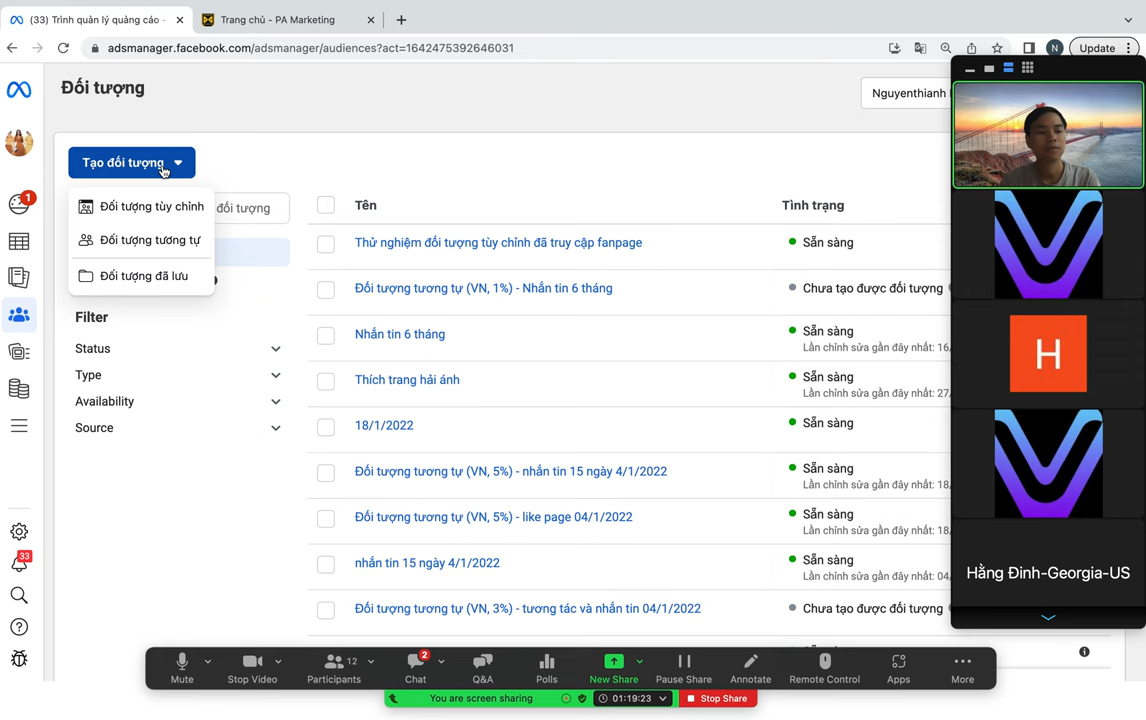 (33) Trình quản lý quảng cáo -
Trang chủ - PA Marketing
adsmanager.facebook.com/adsmanager/audiences?act=1642475392646031
N
Update
Đối tượng
Nguyenthianh
Tạo đối tượng
Đối tượng tùy chỉnh
Đối tượng tương tự
Đối tượng đã lưu
đối tượng
Filter
Status
Type
Availability
Source
1
33
Tên
Tình trạng
Thử nghiệm đối tượng tùy chỉnh đã truy cập fanpage
Sẵn sàng
Đối tượng tương tự (VN, 1%) - Nhắn tin 6 tháng
Chưa tạo được đối tượng
Nhắn tin 6 tháng
Sẵn sàng
Lần chỉnh sửa gần đây nhất: 16,
Thích trang hải ánh
Sẵn sàng
Lần chỉnh sửa gần đây nhất: 27,
18/1/2022
Sẵn sàng
Đối tượng tương tự (VN, 5%) - nhắn tin 15 ngày 4/1/2022
Sẵn sàng
Lần chỉnh sửa gần đây nhất: 18,
Đối tượng tương tự (VN, 5%) - like page 04/1/2022
Sẵn sàng
Lần chỉnh sửa gần đây nhất: 18,
nhắn tin 15 ngày 4/1/2022
Sẵn sàng
Lần chỉnh sửa gần đây nhất: 04,
Đối tượng tương tự (VN, 3%) - tương tác và nhắn tin 04/1/2022
Chưa tạo được đối tượng
H
Hằng Đinh-Georgia-US
Mute
Stop Video
12
Participants
2
Chat
Q&A
Polls
New Share
Pause Share
Annotate
Remote Control
Apps
More
You are screen sharing
01:19:23
Stop Share